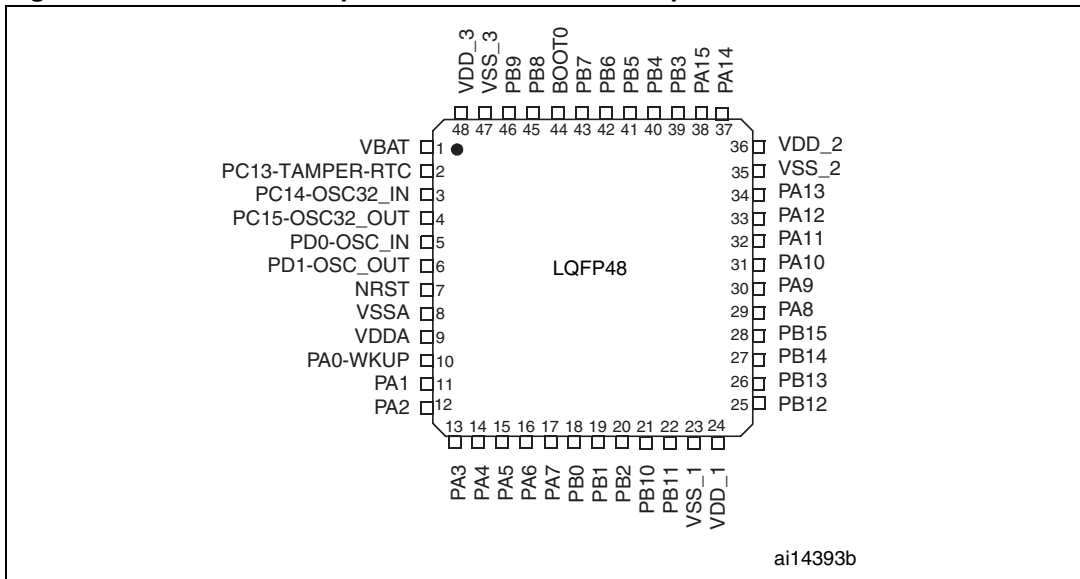 VDD_3
VSS_3
PB9
PB8
BOOT0
PB7
PB6
PB5
PB4
PB3
PA15
PA14
48 47 46 45 44 43 42 41 40 39 38 37
VBAT 1
PC13-TAMPER-RTC 2
PC14-OSC32_IN 3
PC15-OSC32_OUT 4
PD0-OSC_IN 5
PD1-OSC_OUT 6
NRST 7
VSSA 8
VDDA 9
PA0-WKUP 10
PA1 11
PA2 12
LQFP48
36 VDD_2
35 VSS_2
34 PA13
33 PA12
32 PA11
31 PA10
30 PA9
29 PA8
28 PB15
27 PB14
26 PB13
25 PB12
13 14 15 16 17 18 19 20 21 22 23 24
PA3
PA4
PA5
PA6
PA7
PB0
PB1
PB2
PB10
PB11
VSS_1
VDD_1
ai14393b